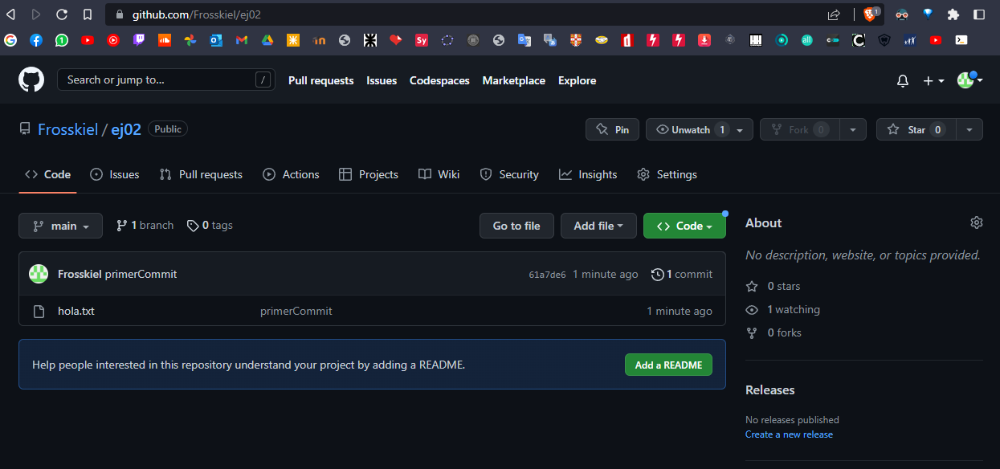 github.com/Frosskiel/ej02
1
1
Sy
all
Search or jump to...
/
Pull requests
Issues
Codespaces
Marketplace
Explore
Frosskiel / ej02
Public
Pin
Unwatch 1
Fork 0
Star 0
Code
Issues
Pull requests
Actions
Projects
Wiki
Security
Insights
Settings
main
1 branch
0 tags
Go to file
Add file
Code
Frosskiel primerCommit
61a7de6 1 minute ago
1 commit
hola.txt
primerCommit
1 minute ago
Help people interested in this repository understand your project by adding a README.
Add a README
About
No description, website, or topics provided.
0 stars
1 watching
0 forks
Releases
No releases published
Create a new release